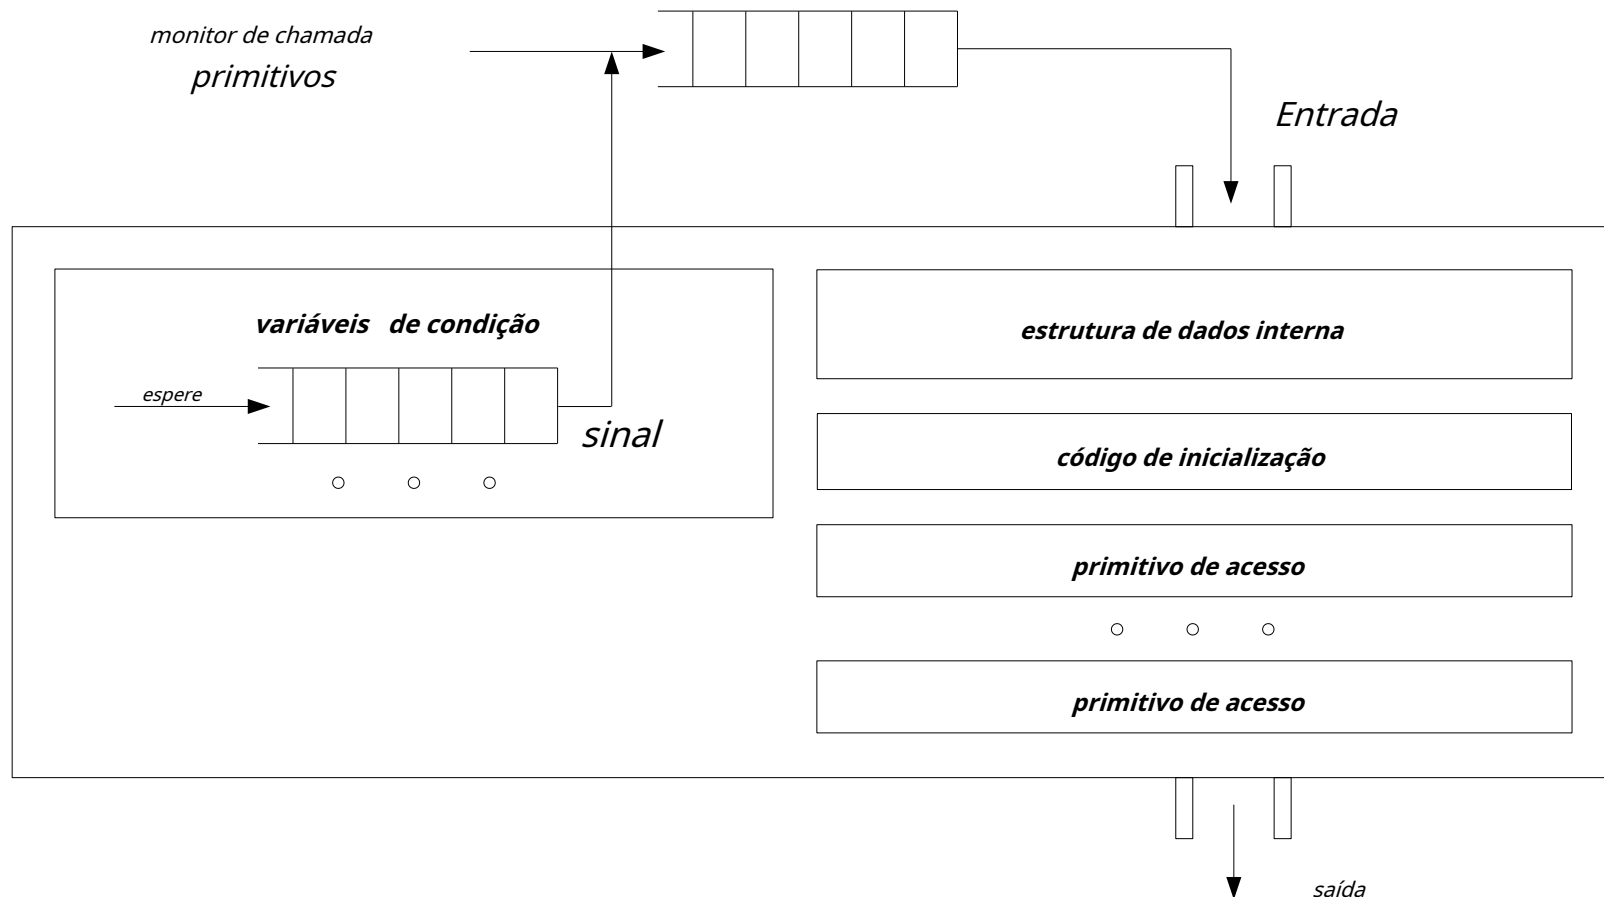 monitor de chamada
primitivos
Entrada
variáveis de condição
estrutura de dados interna
espere
sinal
código de inicialização
primitivo de acesso
primitivo de acesso
saída